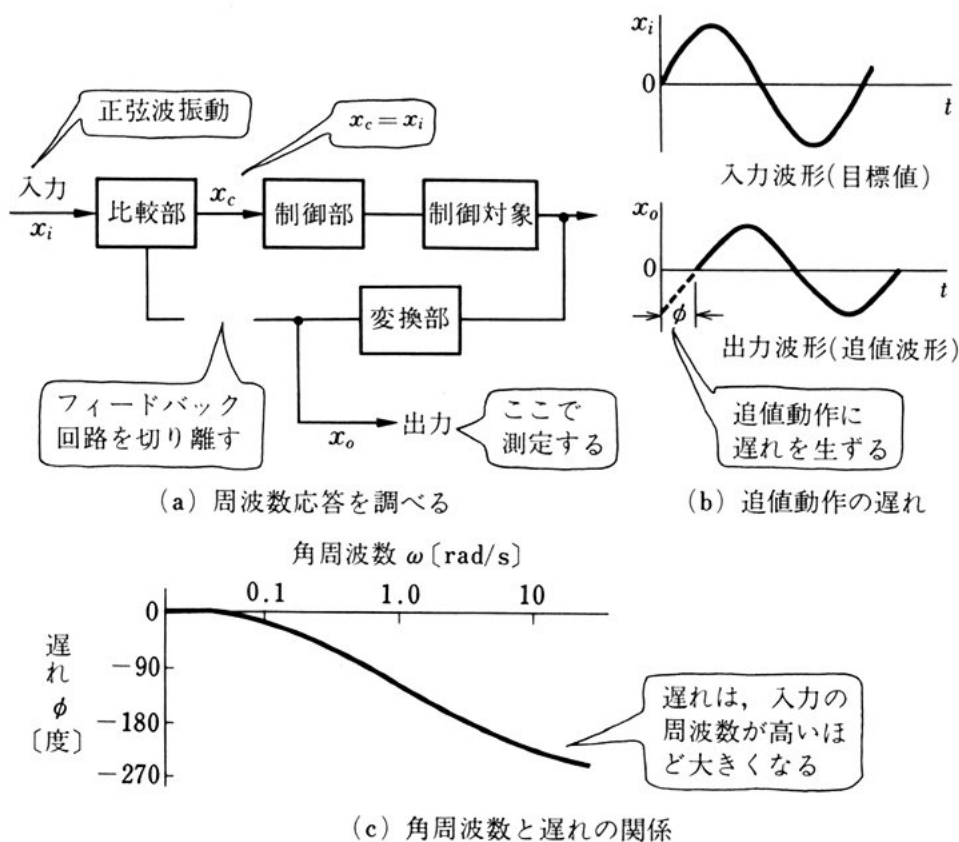 正弦波振動
x_c = x_i
入力
x_i
比較部
x_c
制御部
制御対象
変換部
フィードバック
回路を切り離す
x_o
出力
ここで
測定する
(a) 周波数応答を調べる
x_i
0
t
入力波形(目標値)
x_o
0
t
φ
出力波形(追値波形)
追値動作に
遅れを生ずる
(b) 追値動作の遅れ
角周波数 ω〔rad/s〕
0.1
1.0
10
0
−90
−180
−270
遅れ φ〔度〕
遅れは，入力の
周波数が高いほ
ど大きくなる
(c) 角周波数と遅れの関係